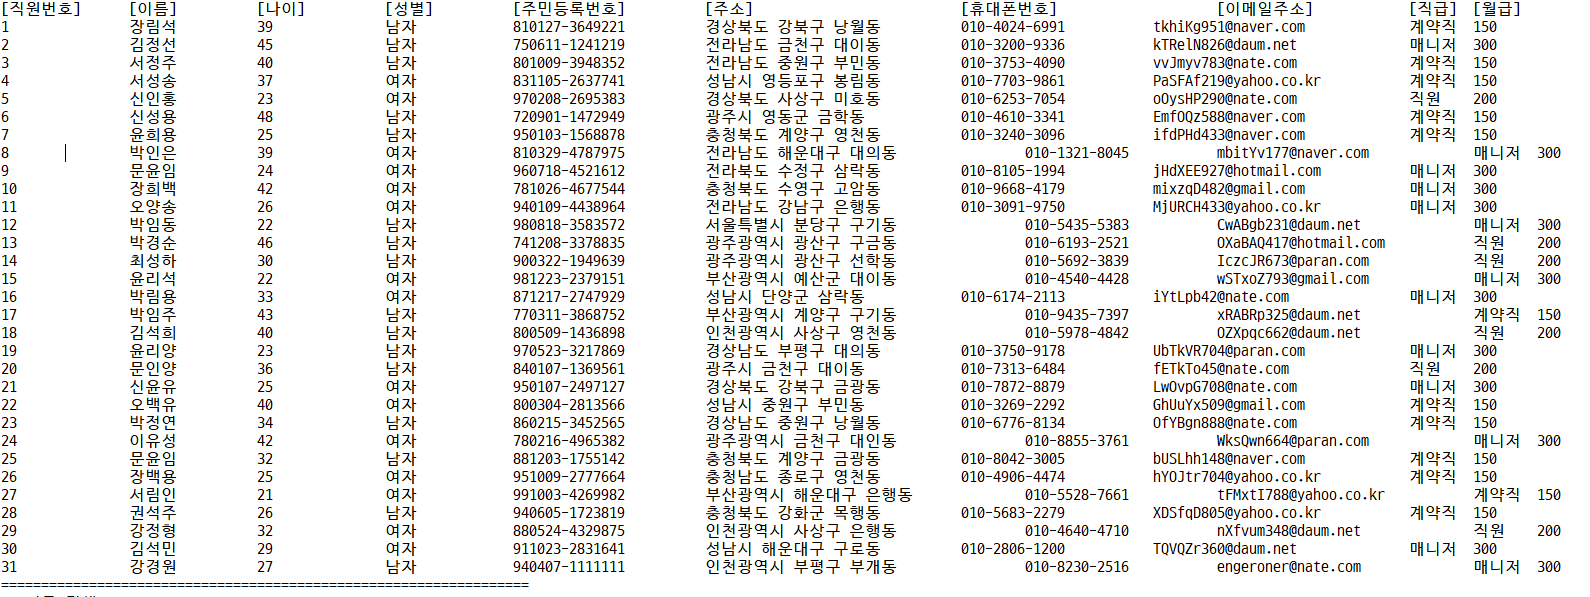 [직원번호] [이름] [나이] [성별] [주민등록번호] [주소] [휴대폰번호] [이메일주소] [직급] [월급]
1 장림석 39 남자 810127-3649221 경상북도 강북구 낭월동 010-4024-6991 tkhiKg951@naver.com 계약직 150
2 김정선 45 남자 750611-1241219 전라남도 금천구 대이동 010-3200-9336 kTRelN826@daum.net 매니저 300
3 서정주 40 남자 801009-3948352 전라남도 중원구 부민동 010-3753-4090 vvJmyv783@nate.com 계약직 150
4 서성송 37 여자 831105-2637741 성남시 영등포구 봉림동 010-7703-9861 PaSFAf219@yahoo.co.kr 계약직 150
5 신인홍 23 여자 970208-2695383 경상북도 사상구 미호동 010-6253-7054 oOysHP290@nate.com 직원 200
6 신성용 48 남자 720901-1472949 광주시 영동군 금학동 010-4610-3341 EmfOQz588@naver.com 계약직 150
7 윤희용 25 남자 950103-1568878 충청북도 계양구 영천동 010-3240-3096 ifdPHd433@naver.com 계약직 150
8 박인은 39 여자 810329-4787975 전라남도 해운대구 대의동 010-1321-8045 mbitYv177@naver.com 매니저 300
9 문윤임 24 여자 960718-4521612 전라북도 수정구 삼락동 010-8105-1994 jHdXEE927@hotmail.com 매니저 300
10 장희백 42 여자 781026-4677544 충청북도 수영구 고암동 010-9668-4179 mixzqD482@gmail.com 매니저 300
11 오양송 26 여자 940109-4438964 전라남도 강남구 은행동 010-3091-9750 MjURCH433@yahoo.co.kr 매니저 300
12 박임동 22 남자 980818-3583572 서울특별시 분당구 구기동 010-5435-5383 CwABgb231@daum.net 매니저 300
13 박경순 46 남자 741208-3378835 광주광역시 광산구 구금동 010-6193-2521 OXaBAQ417@hotmail.com 직원 200
14 최성하 30 남자 900322-1949639 광주광역시 광산구 선학동 010-5692-3839 IczcJR673@paran.com 직원 200
15 윤리석 22 여자 981223-2379151 부산광역시 예산군 대이동 010-4540-4428 wSTxoZ793@gmail.com 매니저 300
16 박림용 33 여자 871217-2747929 성남시 단양군 삼락동 010-6174-2113 iYtLpb42@nate.com 매니저 300
17 박임주 43 남자 770311-3868752 부산광역시 계양구 구기동 010-9435-7397 xRABRp325@daum.net 계약직 150
18 김석희 40 남자 800509-1436898 인천광역시 사상구 영천동 010-5978-4842 OZXpqc662@daum.net 직원 200
19 윤리양 23 남자 970523-3217869 경상남도 부평구 대의동 010-3750-9178 UbTkVR704@paran.com 매니저 300
20 문인양 36 남자 840107-1369561 광주시 금천구 대이동 010-7313-6484 fETkTo45@nate.com 직원 200
21 신윤유 25 여자 950107-2497127 경상북도 강북구 금광동 010-7872-8879 LwOvpG708@nate.com 매니저 300
22 오백유 40 여자 800304-2813566 성남시 중원구 부민동 010-3269-2292 GhUuYx509@gmail.com 계약직 150
23 박정연 34 남자 860215-3452565 경상남도 중원구 낭월동 010-6776-8134 OfYBgn888@nate.com 계약직 150
24 이유성 42 여자 780216-4965382 광주광역시 금천구 대인동 010-8855-3761 WksQwn664@paran.com 매니저 300
25 문윤임 32 남자 881203-1755142 충청북도 계양구 금광동 010-8042-3005 bUSLhh148@naver.com 계약직 150
26 장백용 25 여자 951009-2777664 충청남도 종로구 영천동 010-4906-4474 hYOJtr704@yahoo.co.kr 계약직 150
27 서림인 21 여자 991003-4269982 부산광역시 해운대구 은행동 010-5528-7661 tFMxtI788@yahoo.co.kr 계약직 150
28 권석주 26 남자 940605-1723819 충청북도 강화군 목행동 010-5683-2279 XDSfqD805@yahoo.co.kr 계약직 150
29 강정형 32 여자 880524-4329875 인천광역시 사상구 은행동 010-4640-4710 nXfvum348@daum.net 직원 200
30 김석민 29 여자 911023-2831641 성남시 해운대구 구로동 010-2806-1200 TQVQZr360@daum.net 매니저 300
31 강경원 27 남자 940407-1111111 인천광역시 부평구 부개동 010-8230-2516 engeroner@nate.com 매니저 300
==================================================================